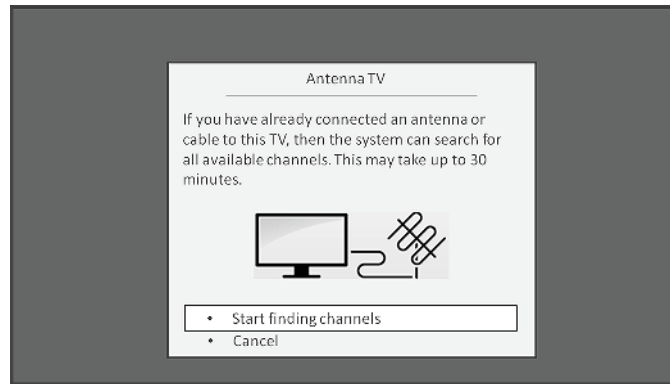 Antenna TV
If you have already connected an antenna or
cable to this TV, then the system can search for
all available channels. This may take up to 30
minutes.
• Start finding channels
• Cancel